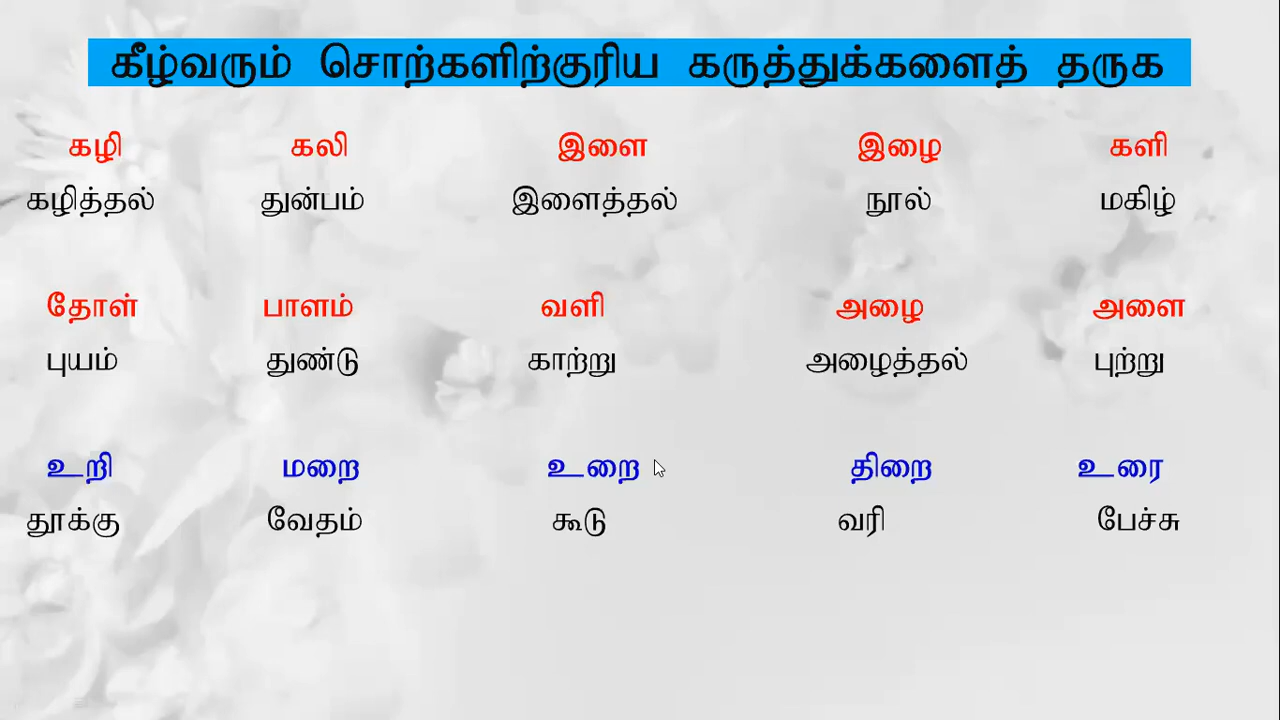 கீழ்வரும் சொற்களிற்குரிய கருத்துக்களைத் தருக
கழி கலி இளை இழை களி
கழித்தல் துன்பம் இளைத்தல் நூல் மகிழ்
தோள் பாளம் வளி அழை அளை
புயம் துண்டு காற்று அழைத்தல் புற்று
உறி மறை உறை திறை உரை
தூக்கு வேதம் கூடு வரி பேச்சு